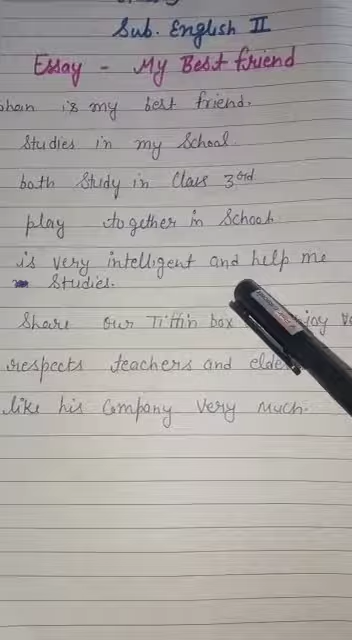 Sub. English II
Essay - My Best friend
is my best friend.
Studies in my School
both Study in Class 3rd
play together in School
is very intelligent and help me
Studies.
Share our Tiffin box
respects teachers and
like his Company Very Much.